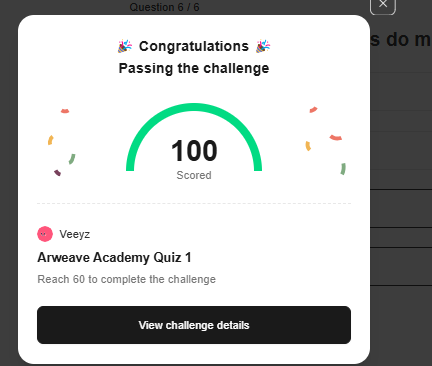 Question 6 / 6
s do m
Congratulations
Passing the challenge
100
Scored
Veeyz
Arweave Academy Quiz 1
Reach 60 to complete the challenge
View challenge details